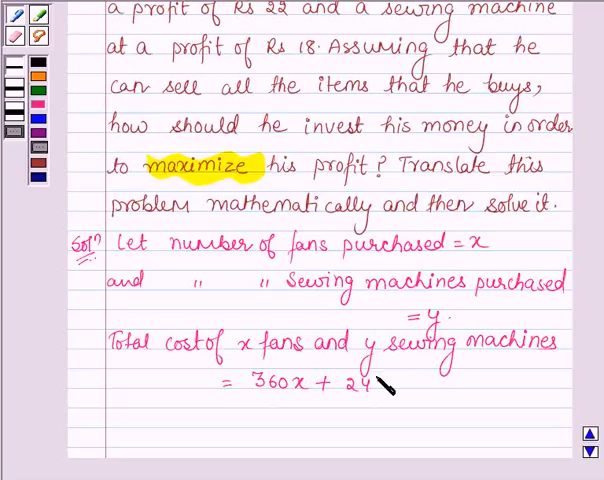 a profit of Rs 22 and a sewing machine
at a profit of Rs 18. Assuming that he
can sell all the items that he buys,
how should he invest his money in order
to maximize his profit? Translate this
problem mathematically and then solve it.
Solⁿ Let number of fans purchased = x
and " " Sewing machines purchased
= y.
Total cost of x fans and y sewing machines
= 360x + 24